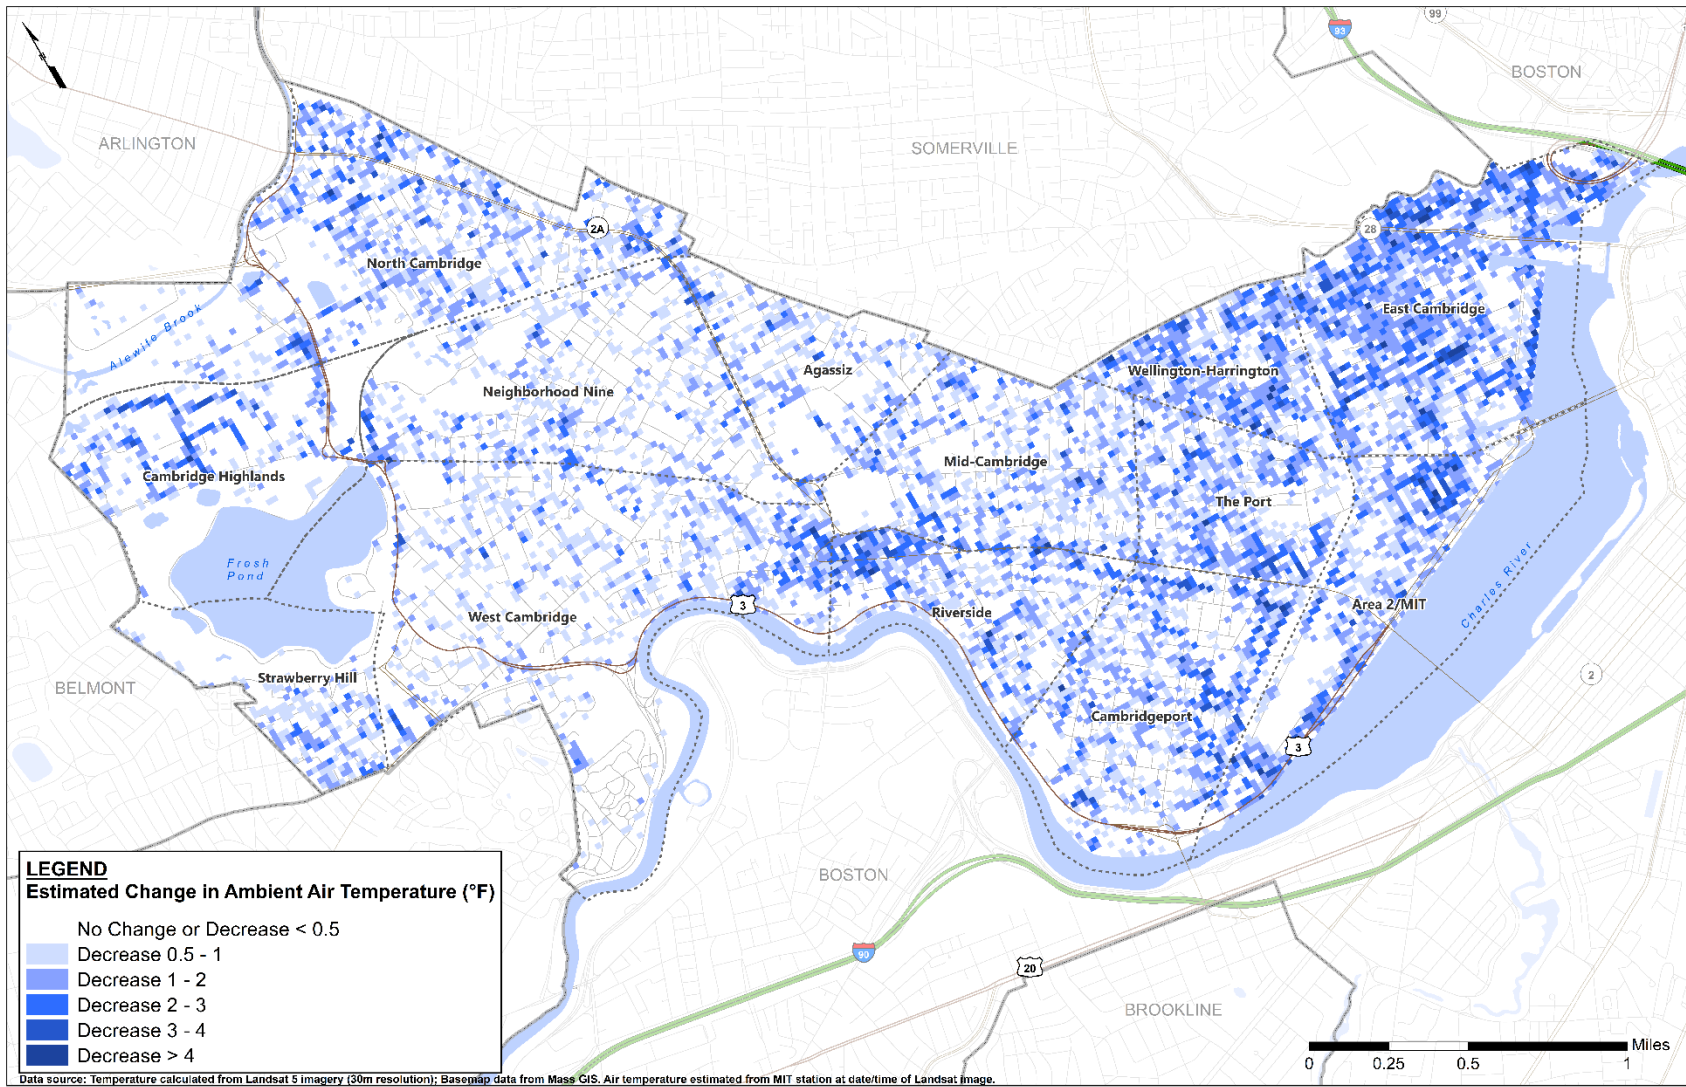 99
93
BOSTON
ARLINGTON
SOMERVILLE
2A
28
North Cambridge
East Cambridge
Alewife Brook
Agassiz
Wellington-Harrington
Neighborhood Nine
Mid-Cambridge
Cambridge Highlands
The Port
Fresh
Pond
Charles River
3
Area 2/MIT
West Cambridge
Riverside
2
Strawberry Hill
BELMONT
Cambridgeport
3
BOSTON
90
20
BROOKLINE
LEGEND
Estimated Change in Ambient Air Temperature (°F)
No Change or Decrease < 0.5
Decrease 0.5 - 1
Decrease 1 - 2
Decrease 2 - 3
Decrease 3 - 4
Decrease > 4
Miles
0 0.25 0.5 1
Data source: Temperature calculated from Landsat 5 imagery (30m resolution); Basemap data from Mass GIS. Air temperature estimated from MIT station at date/time of Landsat image.